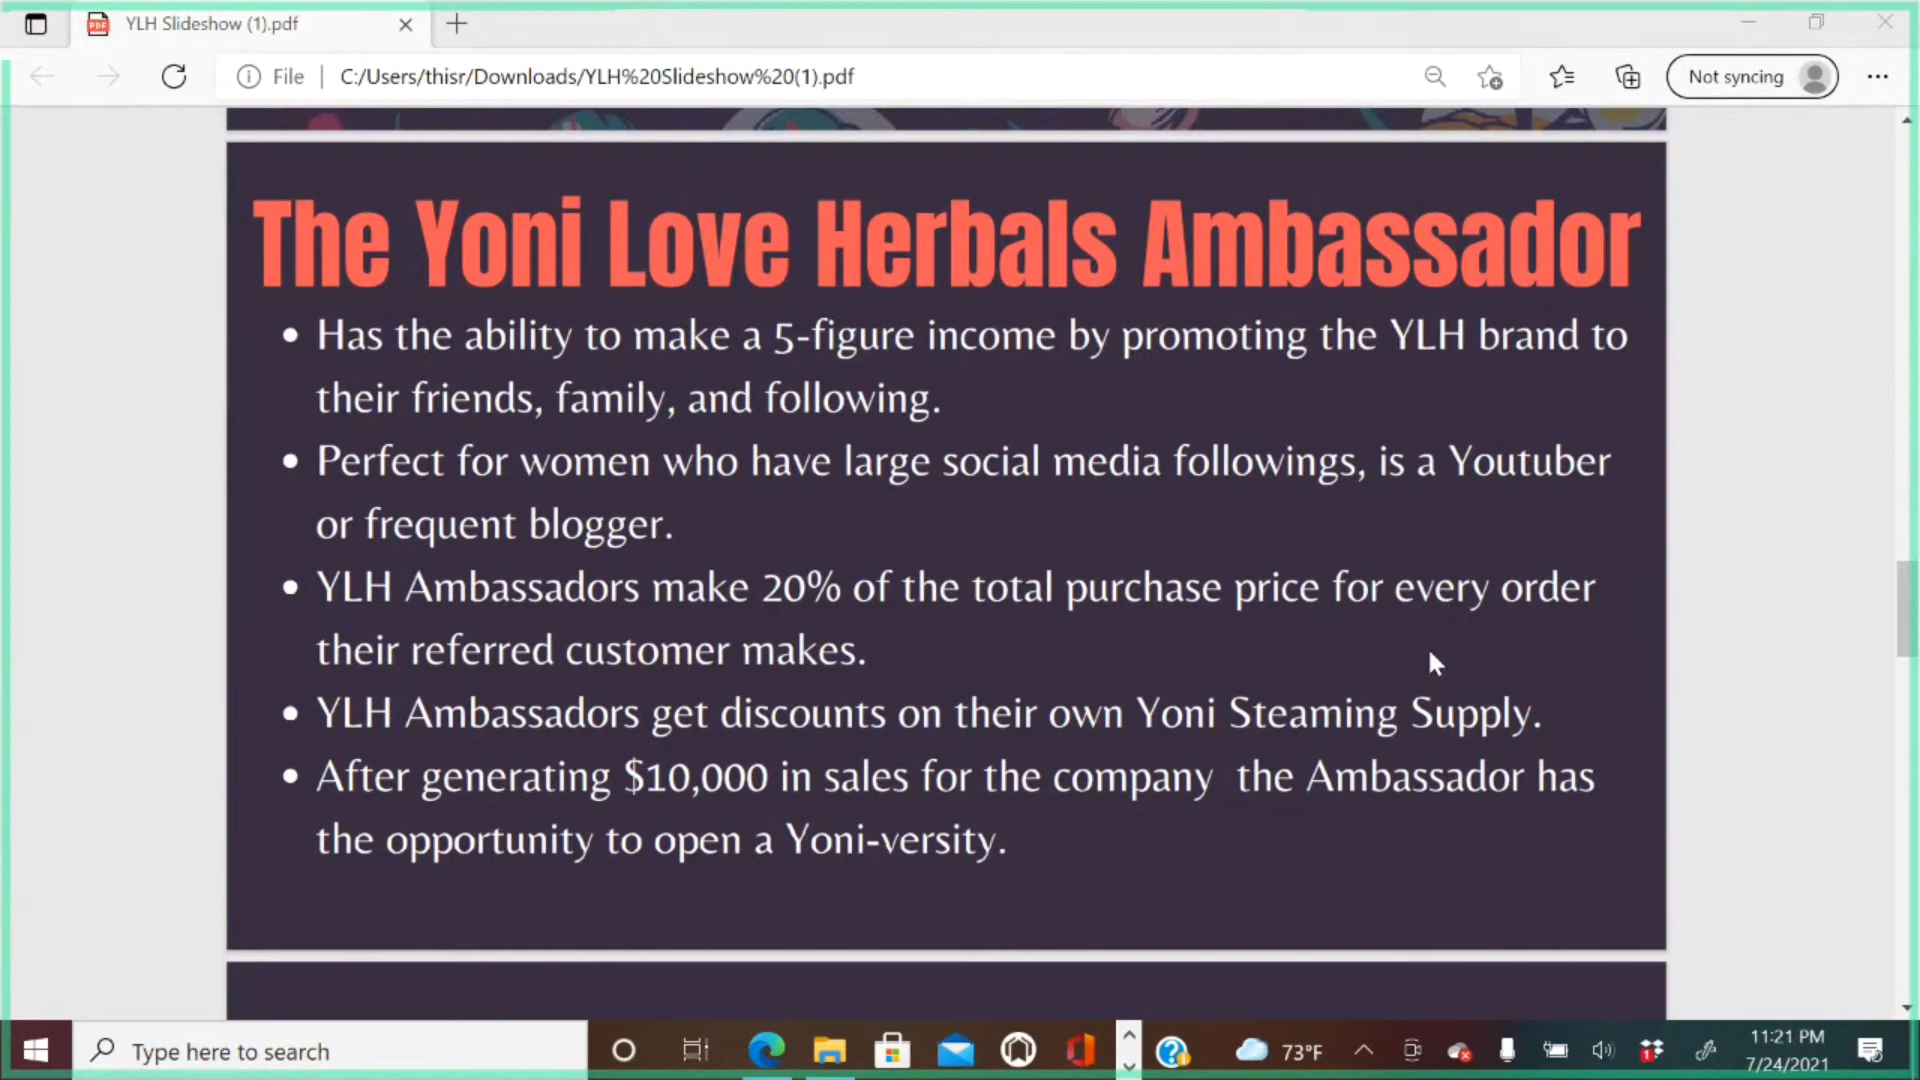 YLH Slideshow (1).pdf
File
C:/Users/thisr/Downloads/YLH%20Slideshow%20(1).pdf
Not syncing
The Yoni Love Herbals Ambassador
Has the ability to make a 5-figure income by promoting the YLH brand to
their friends, family, and following.
Perfect for women who have large social media followings, is a Youtuber
or frequent blogger.
YLH Ambassadors make 20% of the total purchase price for every order
their referred customer makes.
YLH Ambassadors get discounts on their own Yoni Steaming Supply.
After generating $10,000 in sales for the company  the Ambassador has
the opportunity to open a Yoni-versity.
Type here to search
73°F
11:21 PM
7/24/2021